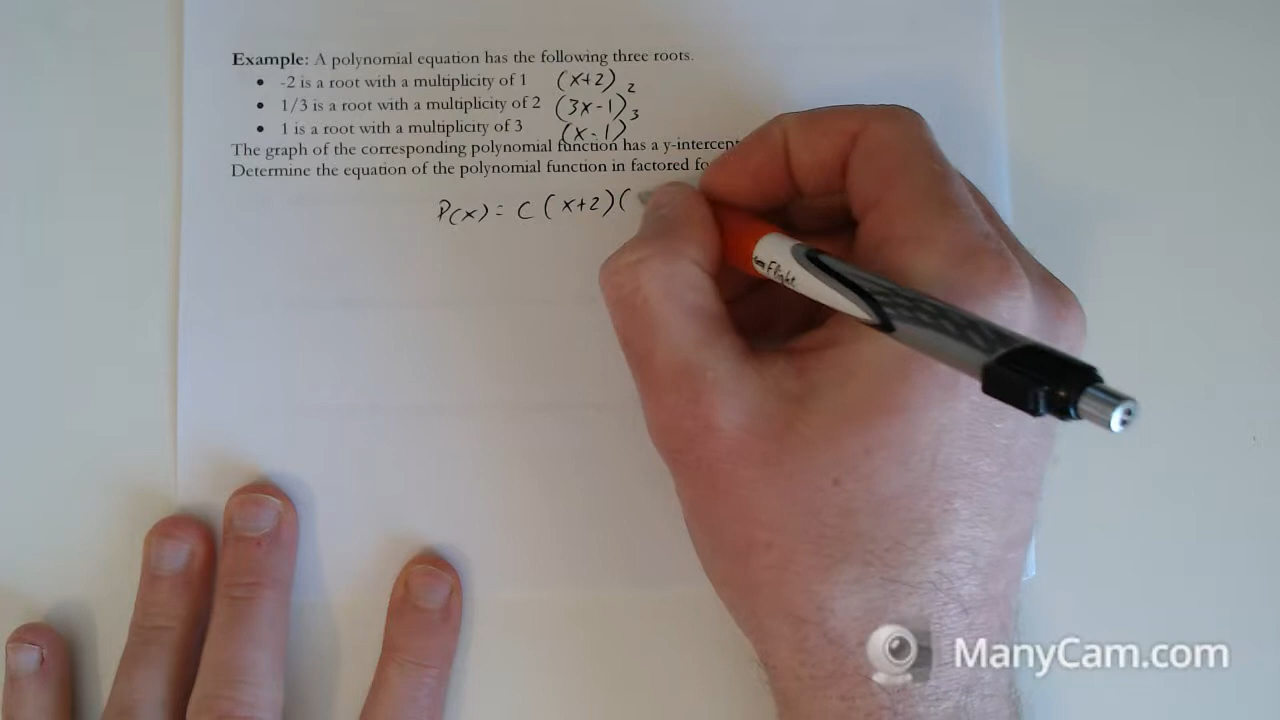 Example: A polynomial equation has the following three roots.
• -2 is a root with a multiplicity of 1 (x+2)
• 1/3 is a root with a multiplicity of 2 (3x-1)²
• 1 is a root with a multiplicity of 3 (x-1)³
The graph of the corresponding polynomial function has a y-intercept
Determine the equation of the polynomial function in factored
P(x) = C (x+2)(
Flight
ManyCam.com